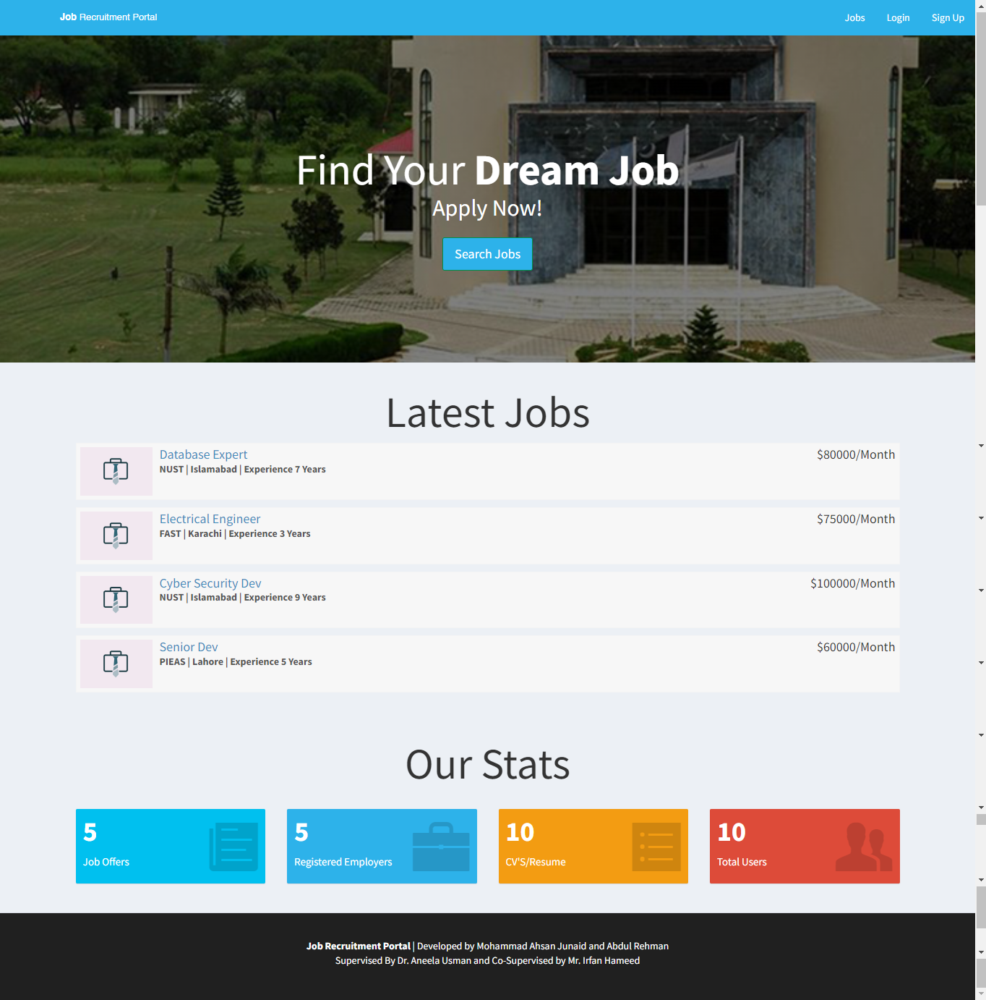 Job Recruitment Portal
Jobs Login Sign Up
Find Your Dream Job
Apply Now!
Search Jobs
Latest Jobs
Database Expert $80000/Month
NUST | Islamabad | Experience 7 Years
Electrical Engineer $75000/Month
FAST | Karachi | Experience 3 Years
Cyber Security Dev $100000/Month
NUST | Islamabad | Experience 9 Years
Senior Dev $60000/Month
PIEAS | Lahore | Experience 5 Years
Our Stats
5
Job Offers
5
Registered Employers
10
CV'S/Resume
10
Total Users
Job Recruitment Portal | Developed by Mohammad Ahsan Junaid and Abdul Rehman
Supervised By Dr. Aneela Usman and Co-Supervised by Mr. Irfan Hameed